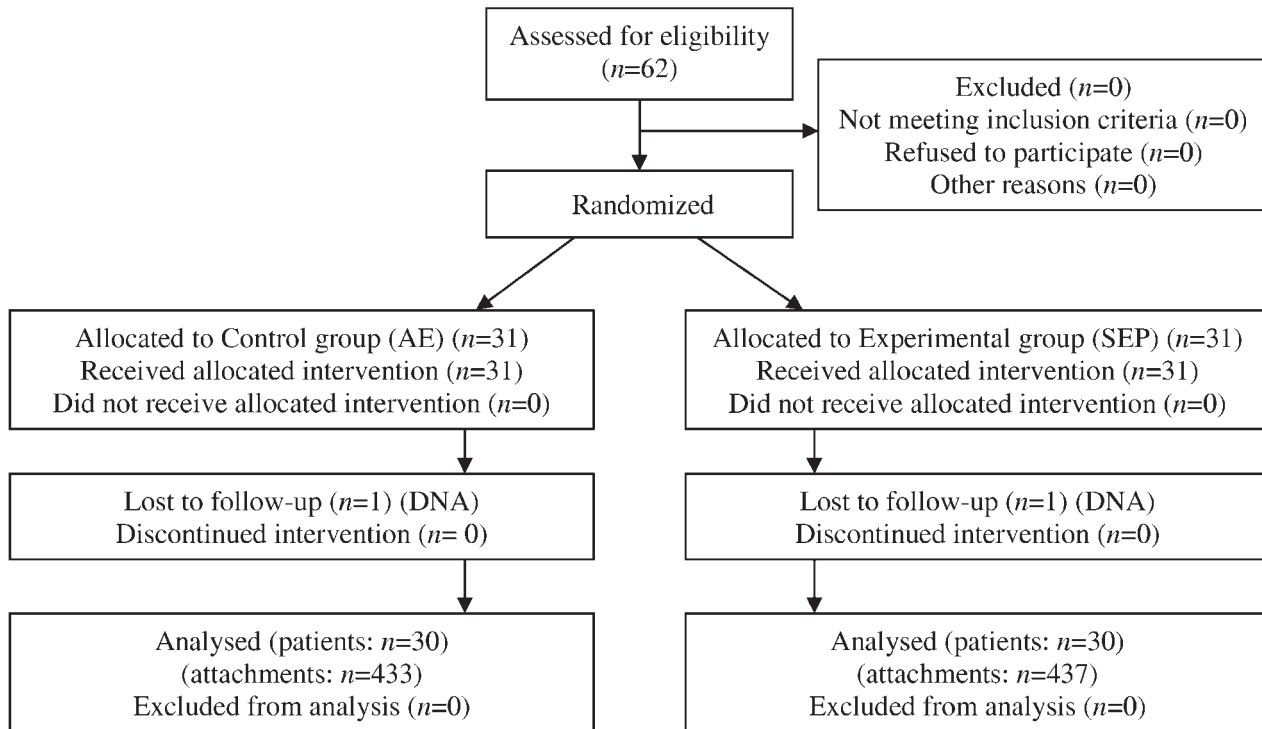 Assessed for eligibility
(n=62)
Excluded (n=0)
Not meeting inclusion criteria (n=0)
Refused to participate (n=0)
Other reasons (n=0)
Randomized
Allocated to Control group (AE) (n=31)
Received allocated intervention (n=31)
Did not receive allocated intervention (n=0)
Allocated to Experimental group (SEP) (n=31)
Received allocated intervention (n=31)
Did not receive allocated intervention (n=0)
Lost to follow-up (n=1) (DNA)
Discontinued intervention (n= 0)
Lost to follow-up (n=1) (DNA)
Discontinued intervention (n=0)
Analysed (patients: n=30)
(attachments: n=433)
Excluded from analysis (n=0)
Analysed (patients: n=30)
(attachments: n=437)
Excluded from analysis (n=0)